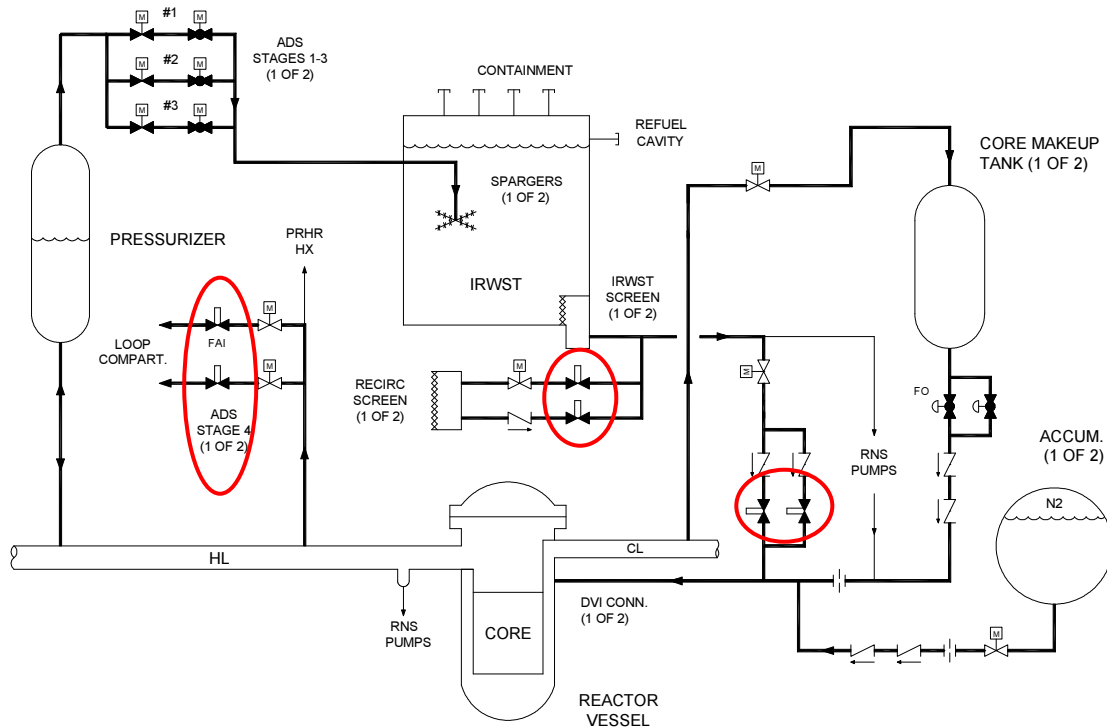 #1
M
M
ADS
STAGES 1-3
(1 OF 2)
#2
M
M
#3
M
M
CONTAINMENT
REFUEL
CAVITY
SPARGERS
(1 OF 2)
IRWST
IRWST
SCREEN
(1 OF 2)
M
CORE MAKEUP
TANK (1 OF 2)
PRESSURIZER
PRHR
HX
M
FAI
LOOP
COMPART.
M
ADS
STAGE 4
(1 OF 2)
RECIRC
SCREEN
(1 OF 2)
M
M
FO
RNS
PUMPS
ACCUM.
(1 OF 2)
N2
HL
CL
RNS
PUMPS
CORE
DVI CONN.
(1 OF 2)
M
REACTOR
VESSEL